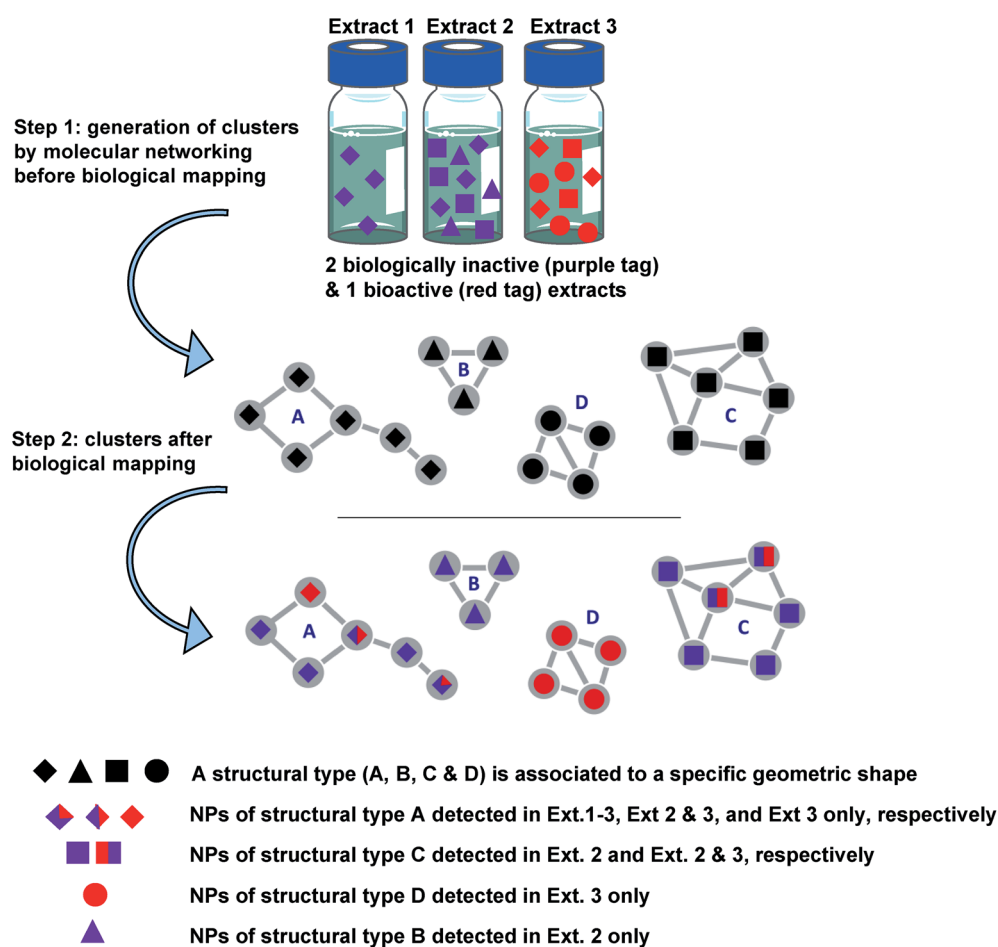 Extract 1 Extract 2 Extract 3
Step 1: generation of clusters
by molecular networking
before biological mapping
2 biologically inactive (purple tag)
& 1 bioactive (red tag) extracts
A
B
D
C
Step 2: clusters after
biological mapping
A
B
D
C
A structural type (A, B, C & D) is associated to a specific geometric shape
NPs of structural type A detected in Ext.1-3, Ext 2 & 3, and Ext 3 only, respectively
NPs of structural type C detected in Ext. 2 and Ext. 2 & 3, respectively
NPs of structural type D detected in Ext. 3 only
NPs of structural type B detected in Ext. 2 only